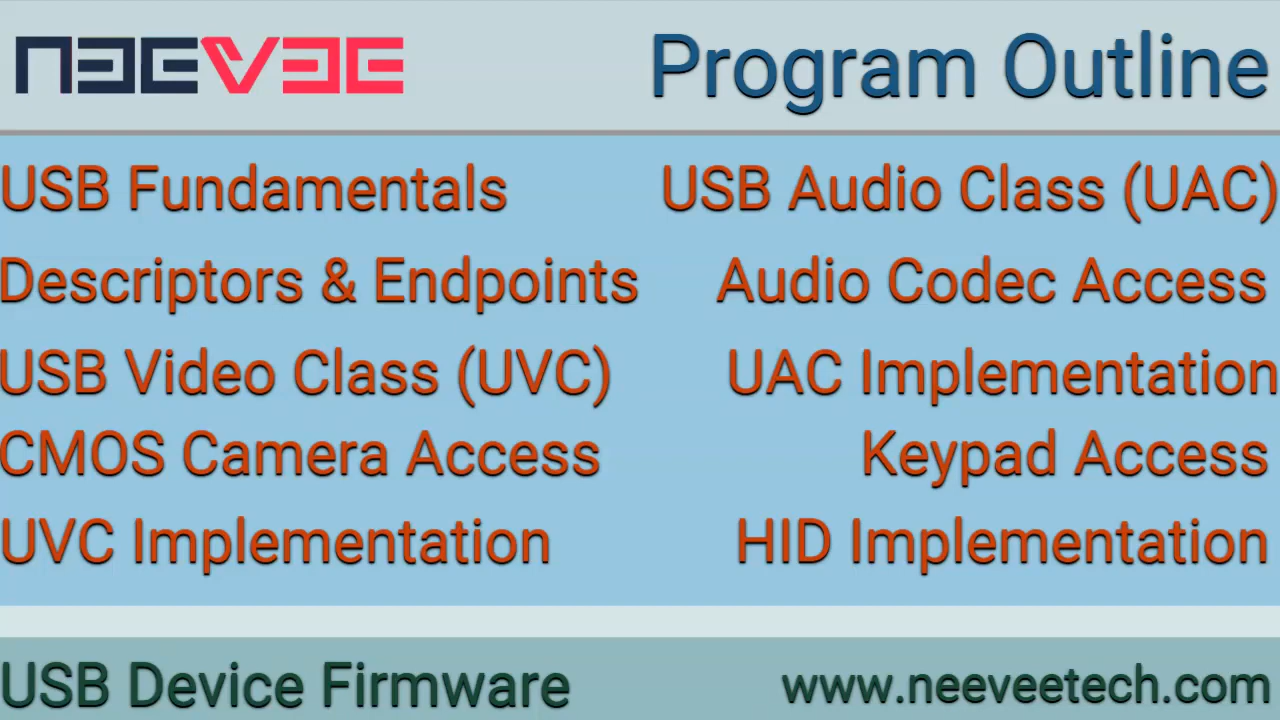 NEEVEE
Program Outline
USB Fundamentals
Descriptors & Endpoints
USB Video Class (UVC)
CMOS Camera Access
UVC Implementation
USB Audio Class (UAC)
Audio Codec Access
UAC Implementation
Keypad Access
HID Implementation
USB Device Firmware
www.neeveetech.com